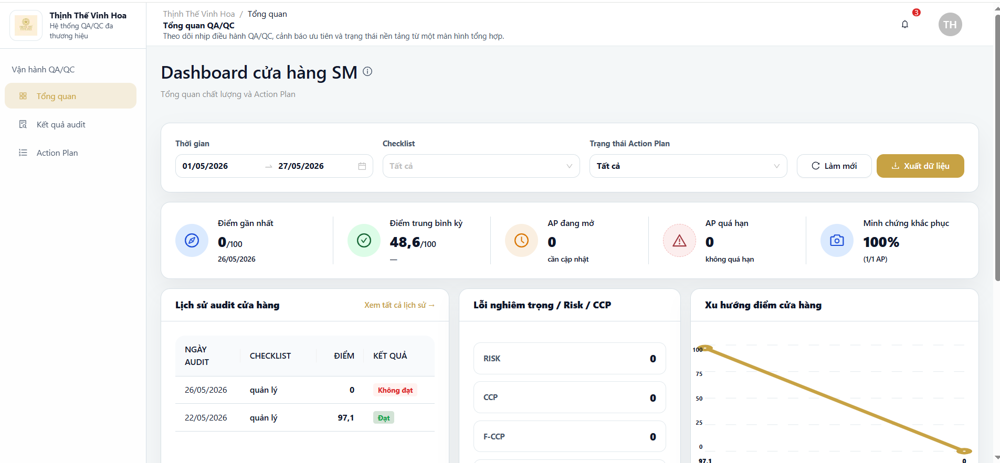 Thịnh Thế Vinh Hoa
Hệ thống QA/QC đa
thương hiệu
Thịnh Thế Vinh Hoa / Tổng quan
Tổng quan QA/QC
Theo dõi nhịp điều hành QA/QC, cảnh báo ưu tiên và trạng thái nền tảng từ một màn hình tổng hợp.
3
TH
Vận hành QA/QC
Tổng quan
Kết quả audit
Action Plan
Dashboard cửa hàng SM
Tổng quan chất lượng và Action Plan
Thời gian
01/05/2026 → 27/05/2026
Checklist
Tất cả
Trạng thái Action Plan
Tất cả
Làm mới
Xuất dữ liệu
Điểm gần nhất
0/100
26/05/2026
Điểm trung bình kỳ
48,6/100
—
AP đang mở
0
cần cập nhật
AP quá hạn
0
không quá hạn
Minh chứng khắc phục
100%
(1/1 AP)
Lịch sử audit cửa hàng
Xem tất cả lịch sử →
NGÀY
AUDIT
CHECKLIST
ĐIỂM
KẾT QUẢ
26/05/2026 quản lý 0 Không đạt
22/05/2026 quản lý 97,1 Đạt
Lỗi nghiêm trọng / Risk / CCP
RISK 0
CCP 0
F-CCP 0
Xu hướng điểm cửa hàng
100
75
50
25
0
97.1 0